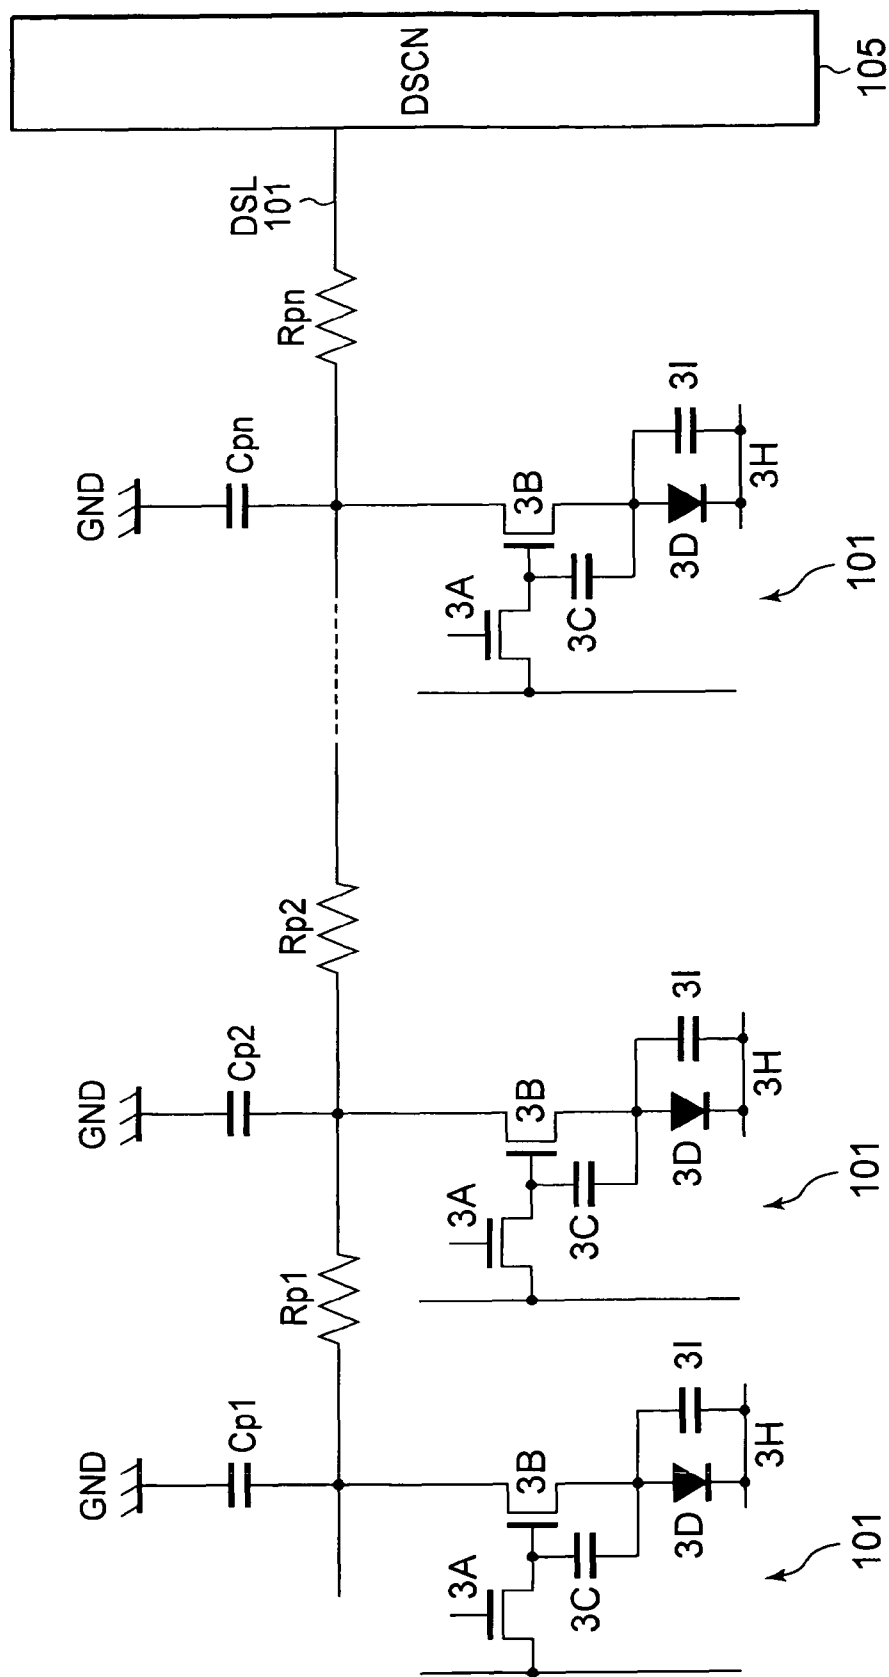 DSCN
105
DSL
101
Rpn
GND
Cpn
3A
3B
3C
3D
3I
3H
101
Rp2
GND
Cp2
3A
3B
3C
3D
3I
3H
101
Rp1
GND
Cp1
3A
3B
3C
3D
3I
3H
101